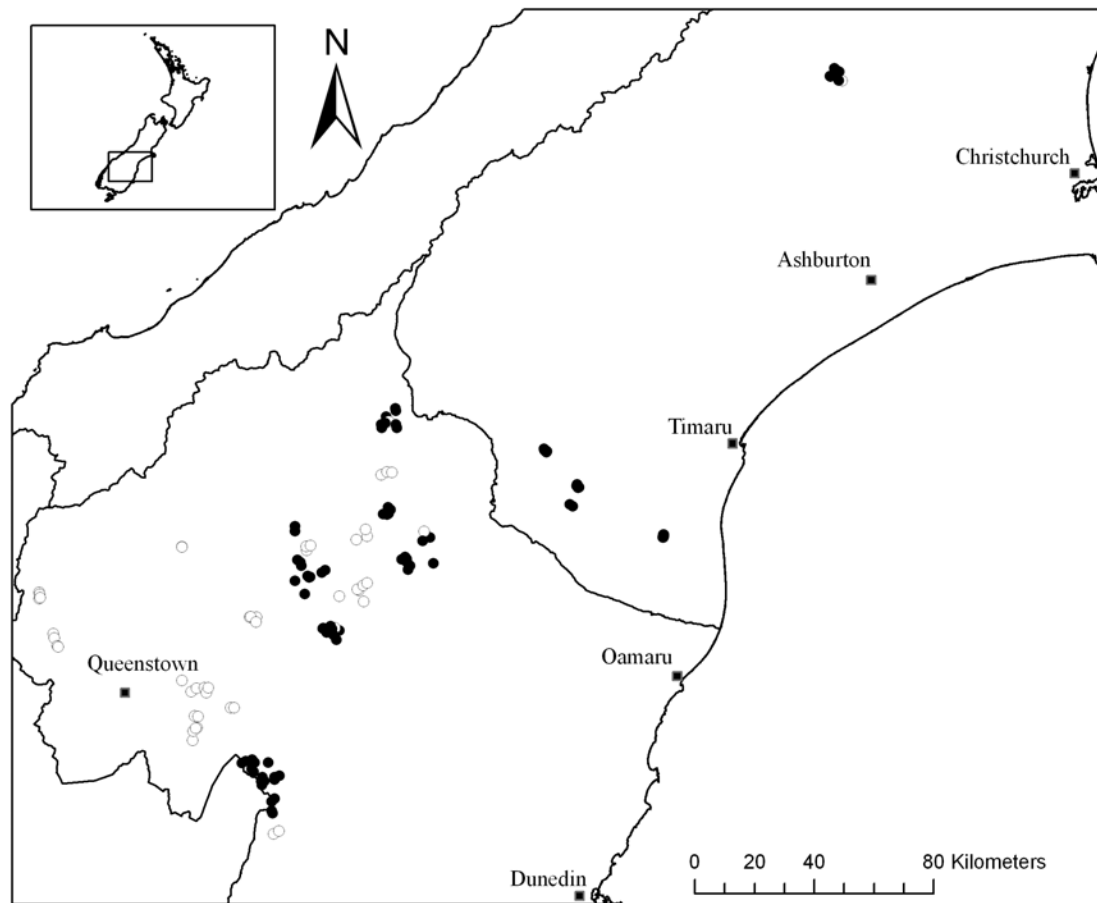 N
Christchurch
Ashburton
Timaru
Oamaru
Queenstown
Dunedin
0 20 40 80 Kilometers